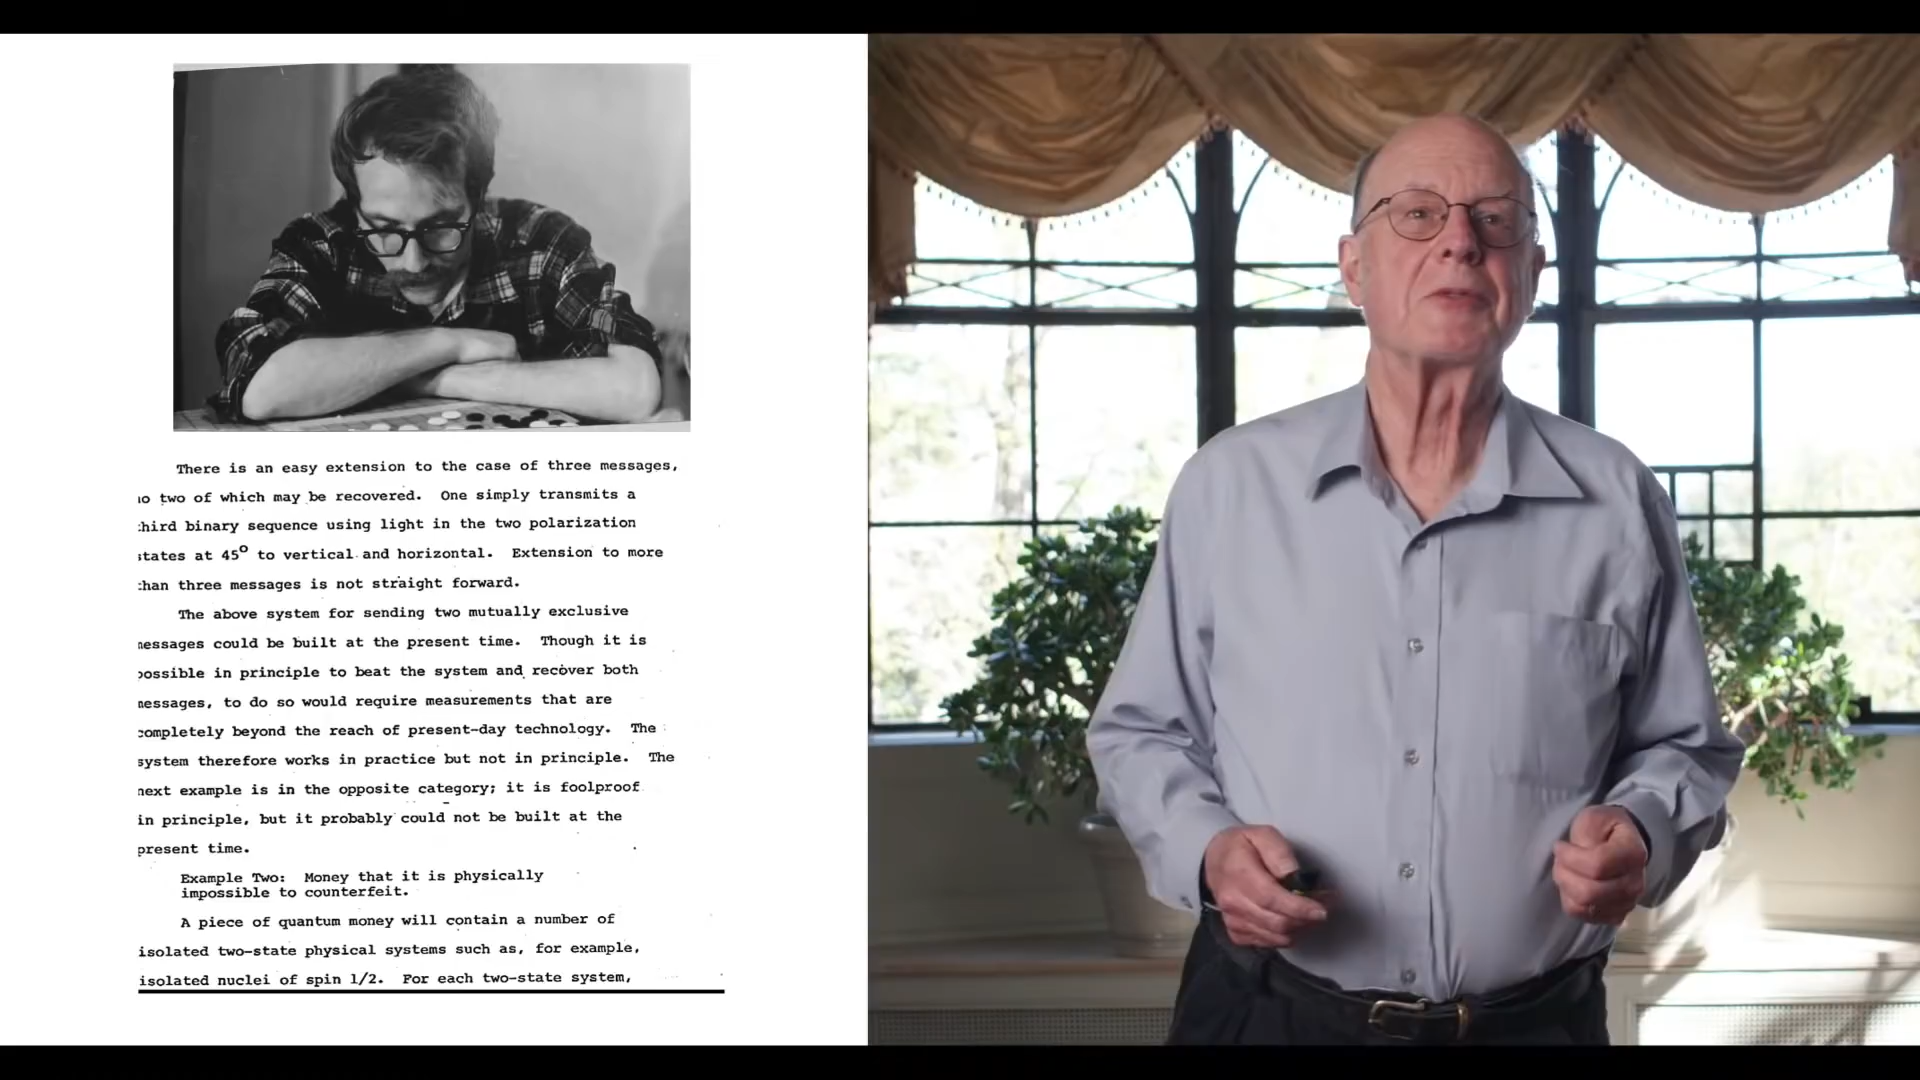 There is an easy extension to the case of three messages,
no two of which may be recovered. One simply transmits a
third binary sequence using light in the two polarization
states at 45° to vertical and horizontal. Extension to more
than three messages is not straight forward.
The above system for sending two mutually exclusive
messages could be built at the present time. Though it is
possible in principle to beat the system and recover both
messages, to do so would require measurements that are
completely beyond the reach of present-day technology. The
system therefore works in practice but not in principle. The
next example is in the opposite category; it is foolproof
in principle, but it probably could not be built at the
present time.
Example Two: Money that it is physically
impossible to counterfeit.
A piece of quantum money will contain a number of
isolated two-state physical systems such as, for example,
isolated nuclei of spin 1/2. For each two-state system,